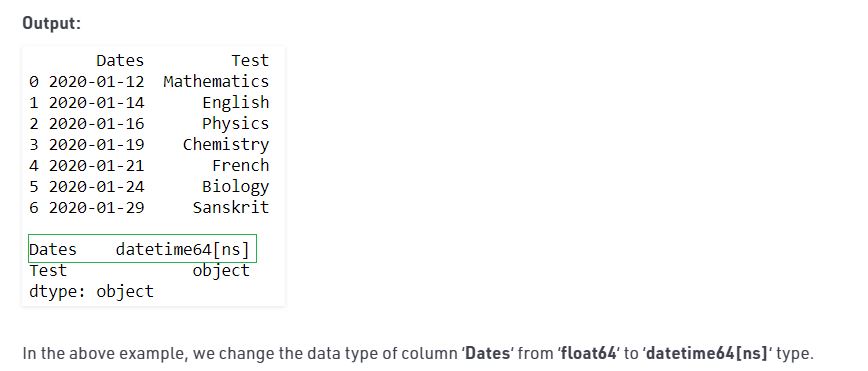 Output:
Dates Test
0 2020-01-12 Mathematics
1 2020-01-14 English
2 2020-01-16 Physics
3 2020-01-19 Chemistry
4 2020-01-21 French
5 2020-01-24 Biology
6 2020-01-29 Sanskrit
Dates datetime64[ns]
Test object
dtype: object
In the above example, we change the data type of column ‘Dates‘ from ‘float64‘ to ‘datetime64[ns]‘ type.